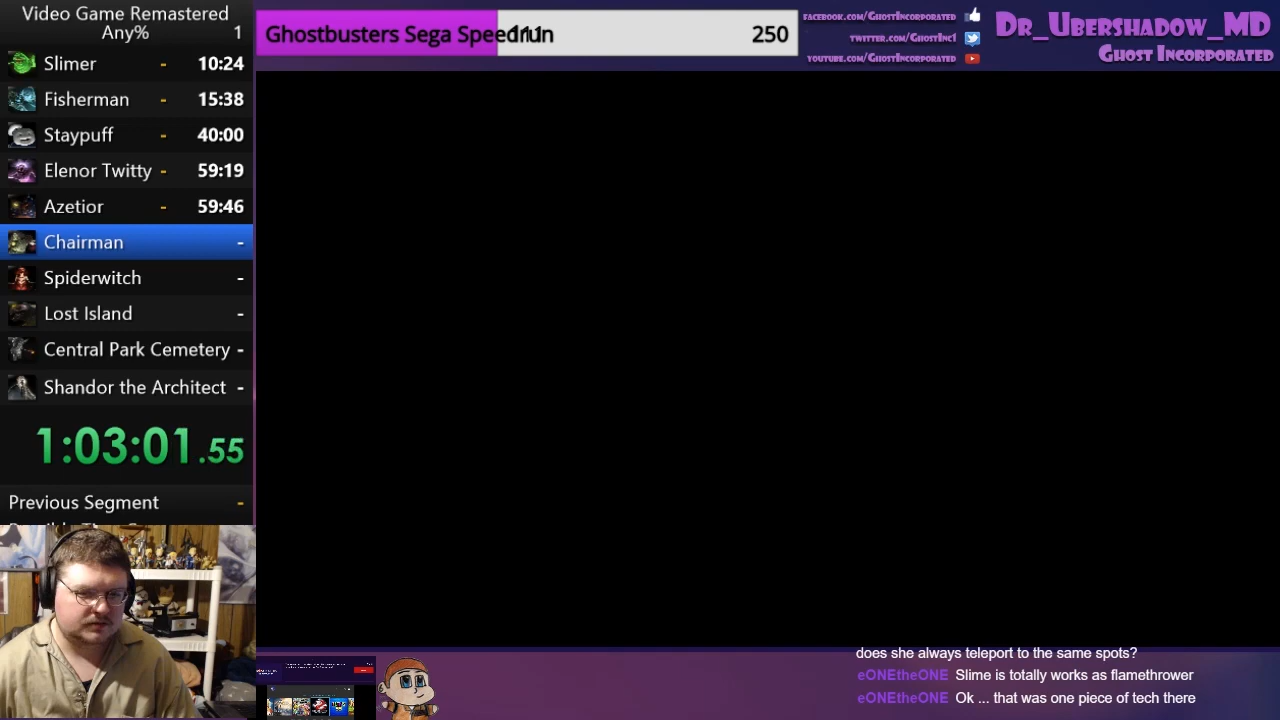 Video Game Remastered
Any% 1
Slimer - 10:24
Fisherman - 15:38
Staypuff - 40:00
Elenor Twitty - 59:19
Azetior - 59:46
Chairman -
Spiderwitch -
Lost Island -
Central Park Cemetery -
Shandor the Architect -
1:03:01.55
Previous Segment -
Ghostbusters Sega Speed
250
facebook.com/GhostIncorporated
twitter.com/GhostInc1
youtube.com/GhostIncorporated
Dr_Ubershadow_MD
Ghost Incorporated
does she always teleport to the same spots?
eONEtheONE Slime is totally works as flamethrower
eONEtheONE Ok ... that was one piece of tech there